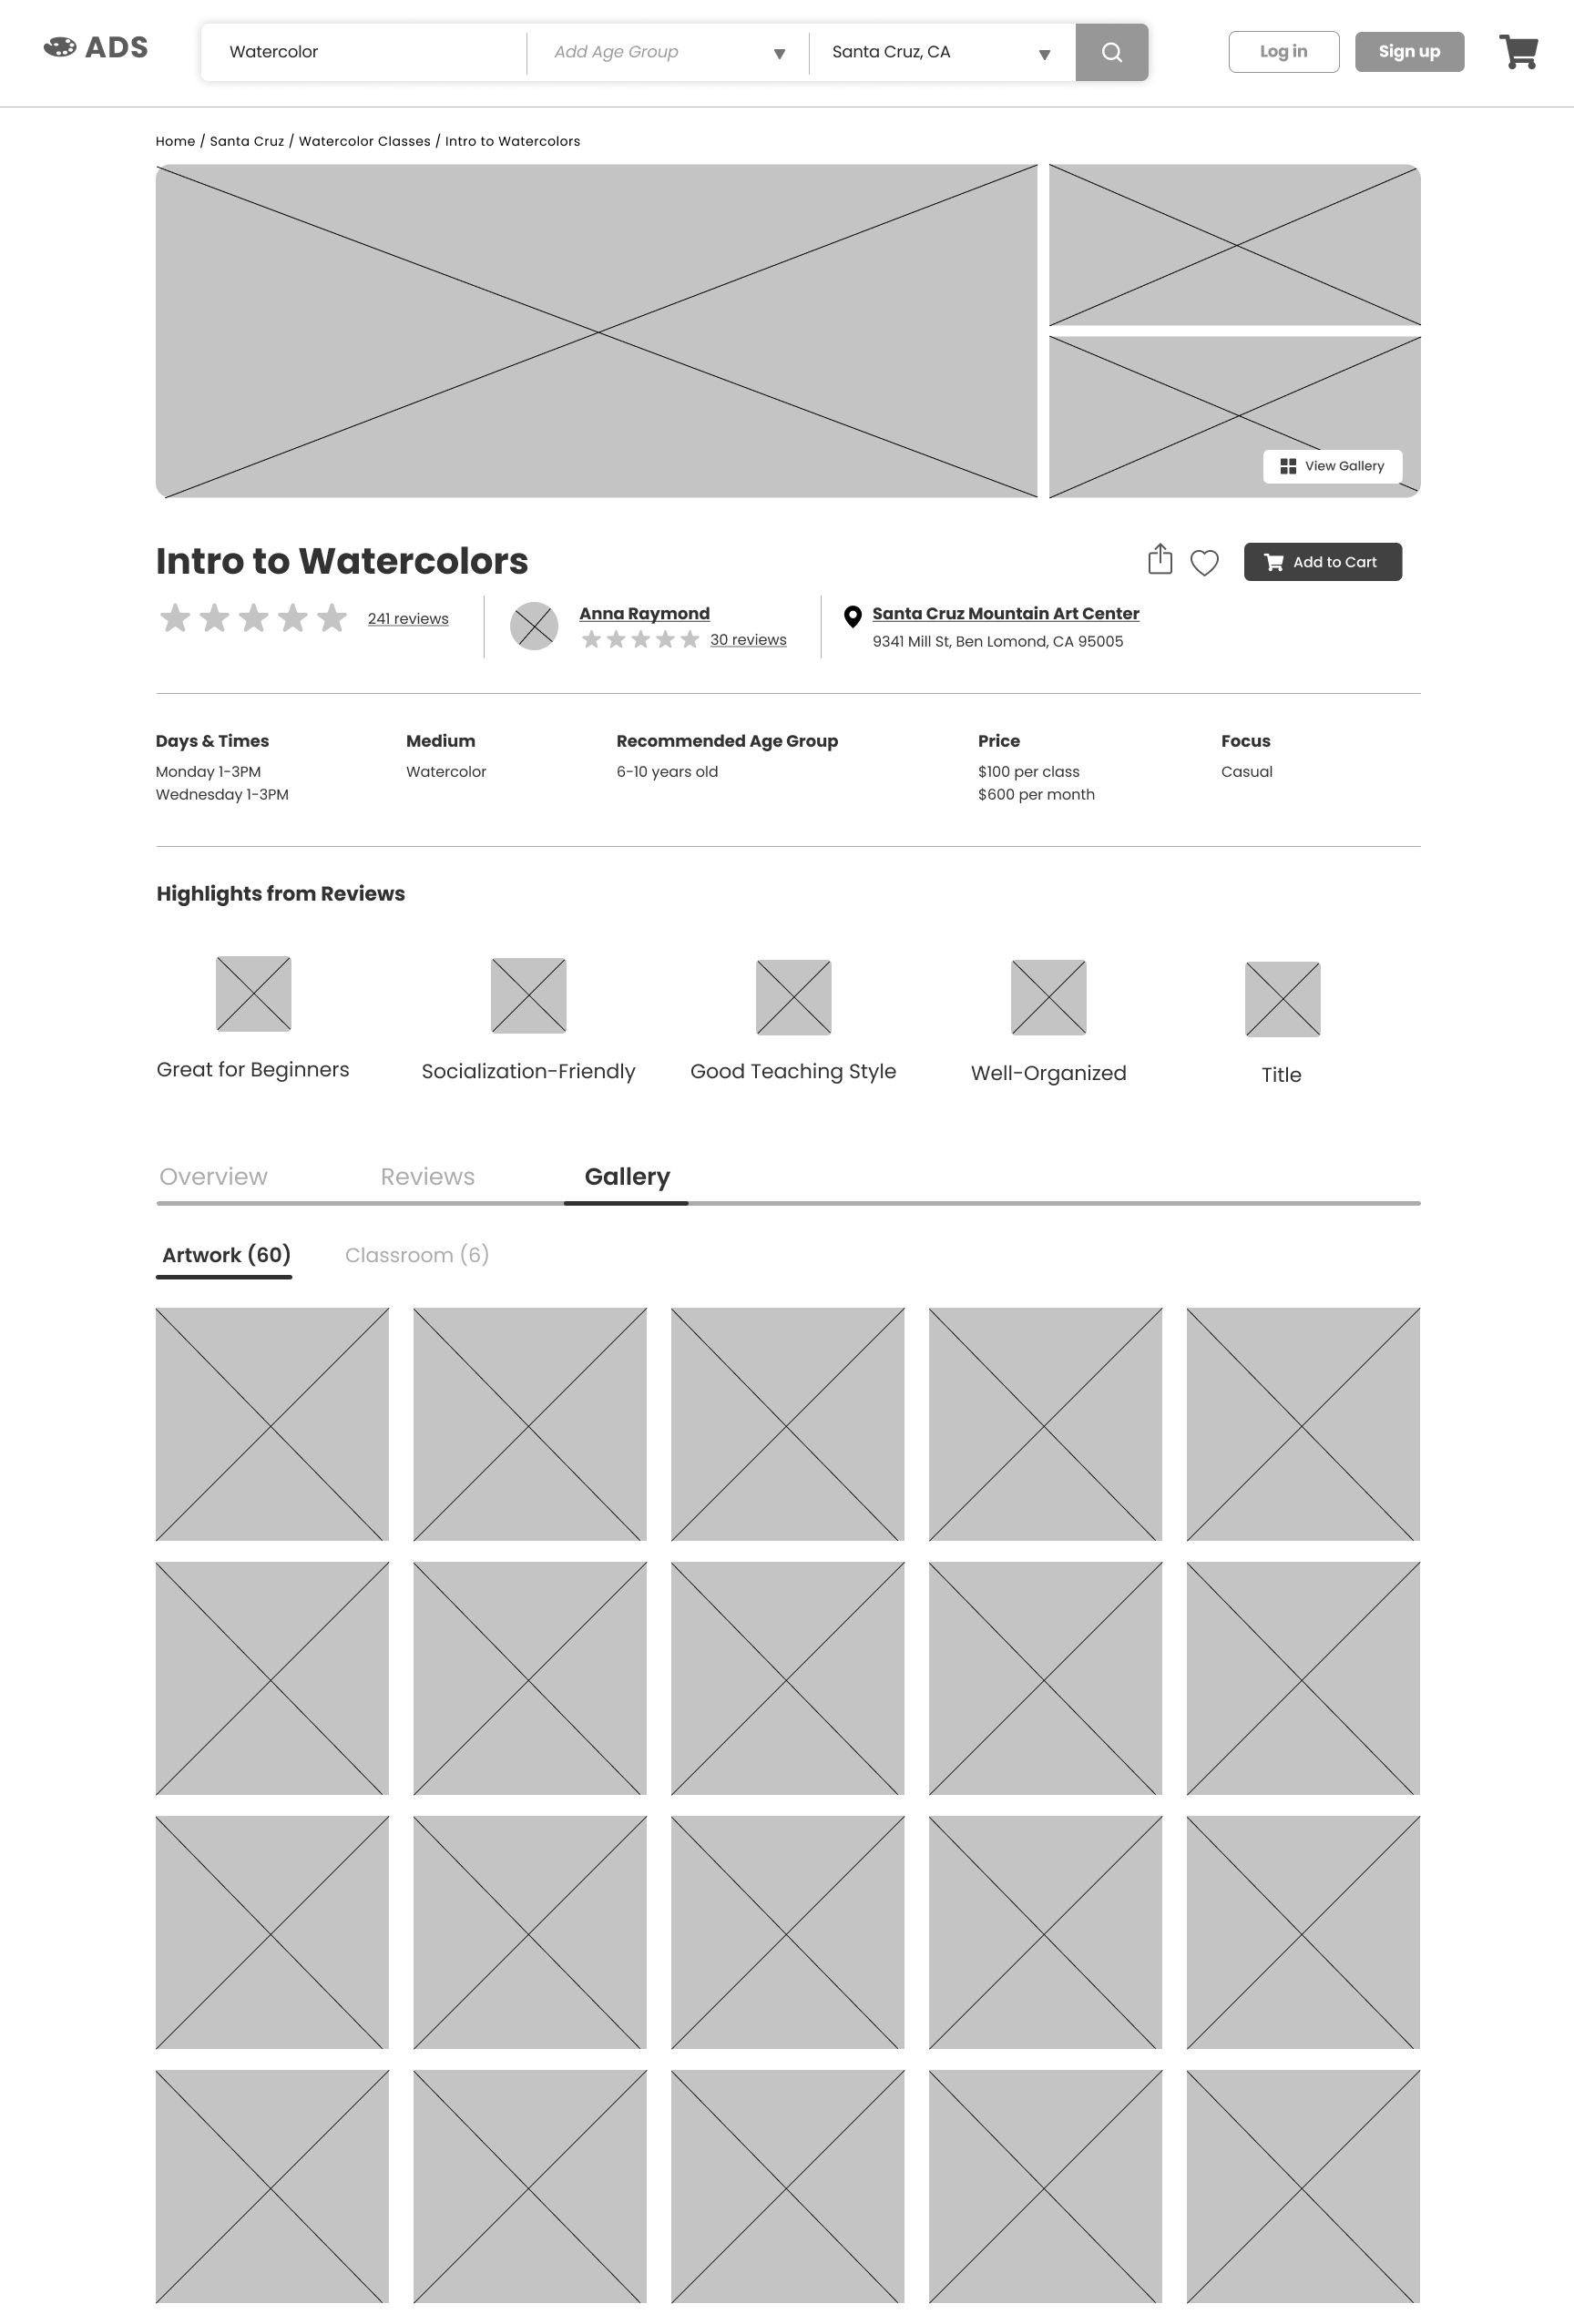 ADS
Watercolor
Add Age Group
Santa Cruz, CA
Log in
Sign up
Home / Santa Cruz / Watercolor Classes / Intro to Watercolors
View Gallery
Intro to Watercolors
Add to Cart
241 reviews
Anna Raymond
30 reviews
Santa Cruz Mountain Art Center
9341 Mill St, Ben Lomond, CA 95005
Days & Times
Monday 1-3PM
Wednesday 1-3PM
Medium
Watercolor
Recommended Age Group
6-10 years old
Price
$100 per class
$600 per month
Focus
Casual
Highlights from Reviews
Great for Beginners
Socialization-Friendly
Good Teaching Style
Well-Organized
Title
Overview
Reviews
Gallery
Artwork (60)
Classroom (6)